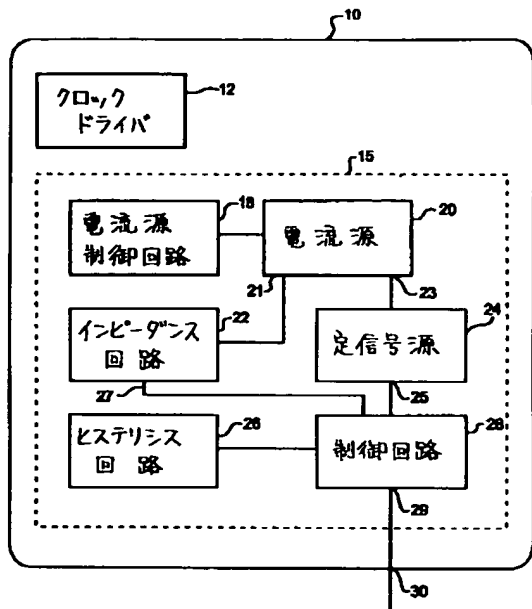 10
クロック
ドライバ
12
15
電流源
制御回路
18
電流源
20
21
23
インピーダンス
回路
22
定信号源
24
27
25
ヒステリシス
回路
26
制御回路
28
29
30